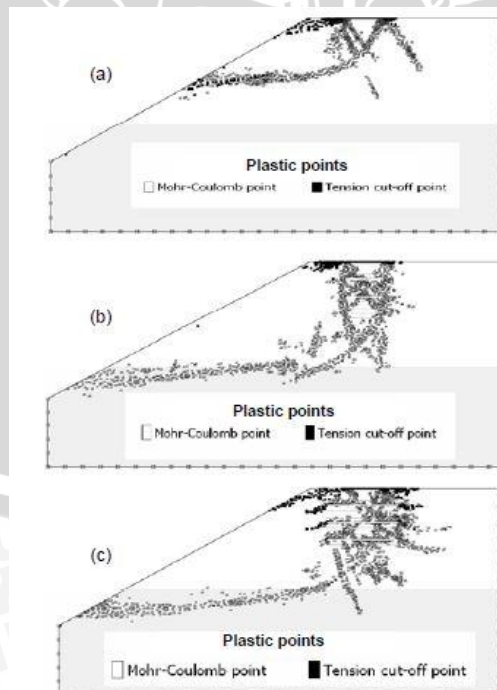 (a)
Plastic points
Mohr-Coulomb point Tension cut-off point
(b)
Plastic points
Mohr-Coulomb point Tension cut-off point
(c)
Plastic points
Mohr-Coulomb point Tension cut-off point